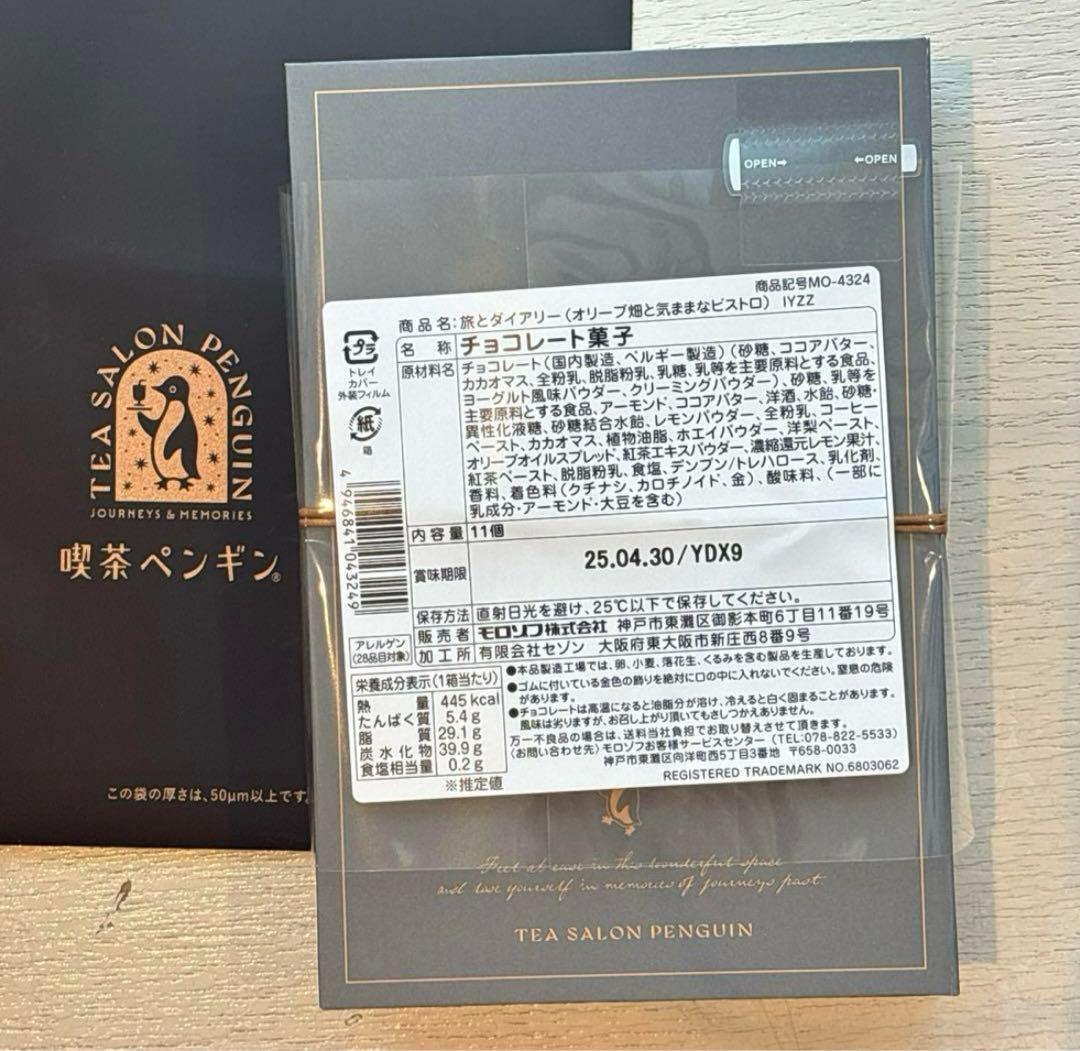 TEA SALON PENGUIN
JOURNEYS & MEMORIES
喫茶ペンギン®
この袋の厚さは、50μm以上です
OPEN→ ←OPEN
商品記号MO-4324
商品名:旅とダイアリー(オリーブ畑と気ままなビストロ) IYZZ
プラ
トレイ
カバー
外装フィルム
紙
箱
名 称 チョコレート菓子
原材料名 チョコレート(国内製造、ベルギー製造)(砂糖、ココアバター、
カカオマス、全粉乳、脱脂粉乳、乳糖、乳等を主要原料とする食品、
ヨーグルト風味パウダー、クリーミングパウダー)、砂糖、乳等を
主要原料とする食品、アーモンド、ココアバター、洋酒、水飴、砂糖・
異性化液糖、砂糖結合水飴、レモンパウダー、全粉乳、コーヒー
ペースト、カカオマス、植物油脂、ホエイパウダー、洋梨ペースト、
オリーブオイルスプレッド、紅茶エキスパウダー、濃縮還元レモン果汁、
紅茶ペースト、脱脂粉乳、食塩、デンプン/トレハロース、乳化剤、
香料、着色料(クチナシ、カロチノイド、金)、酸味料、(一部に
乳成分・アーモンド・大豆を含む)
内容量 11個
賞味期限 25.04.30/YDX9
保存方法 直射日光を避け、25℃以下で保存してください。
販売者 モロゾフ株式会社 神戸市東灘区御影本町6丁目11番19号
加工所 有限会社セゾン 大阪府東大阪市新庄西8番9号
4 946841 043249
アレルゲン
(28品目対象)
●本品製造工場では、卵、小麦、落花生、くるみを含む製品を生産しております。
●ゴムに付いている金色の飾りを絶対に口の中に入れないでください。窒息の危険
があります。
●チョコレートは高温になると油脂分が溶け、冷えると白く固まることがあります。
風味は劣りますが、お召し上がり頂いてもさしつかえありません。
万一不良品の場合は、送料当社負担でお取り替えさせて頂きます。
〈お問い合わせ先〉モロゾフお客様サービスセンター (TEL:078-822-5533)
神戸市東灘区向洋町西5丁目3番地 〒658-0033
REGISTERED TRADEMARK NO.6803062
栄養成分表示(1箱当たり)
熱 量 445 kcal
たんぱく質 5.4 g
脂 質 29.1 g
炭水化物 39.9 g
食塩相当量 0.2 g
※推定値
Feel at ease in this wonderful space
and lose yourself in memories of journeys past.
TEA SALON PENGUIN